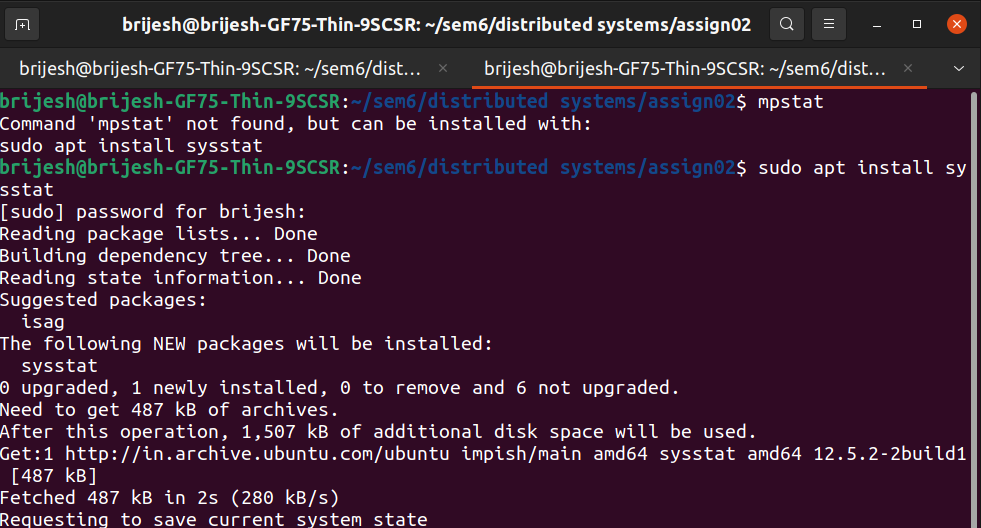 brijesh@brijesh-GF75-Thin-9SCSR: ~/sem6/distributed systems/assign02
brijesh@brijesh-GF75-Thin-9SCSR: ~/sem6/dist...
brijesh@brijesh-GF75-Thin-9SCSR: ~/sem6/dist...
brijesh@brijesh-GF75-Thin-9SCSR:~/sem6/distributed systems/assign02$ mpstat
Command 'mpstat' not found, but can be installed with:
sudo apt install sysstat
brijesh@brijesh-GF75-Thin-9SCSR:~/sem6/distributed systems/assign02$ sudo apt install sy
sstat
[sudo] password for brijesh:
Reading package lists... Done
Building dependency tree... Done
Reading state information... Done
Suggested packages:
  isag
The following NEW packages will be installed:
  sysstat
0 upgraded, 1 newly installed, 0 to remove and 6 not upgraded.
Need to get 487 kB of archives.
After this operation, 1,507 kB of additional disk space will be used.
Get:1 http://in.archive.ubuntu.com/ubuntu impish/main amd64 sysstat amd64 12.5.2-2build1
 [487 kB]
Fetched 487 kB in 2s (280 kB/s)
Requesting to save current system state